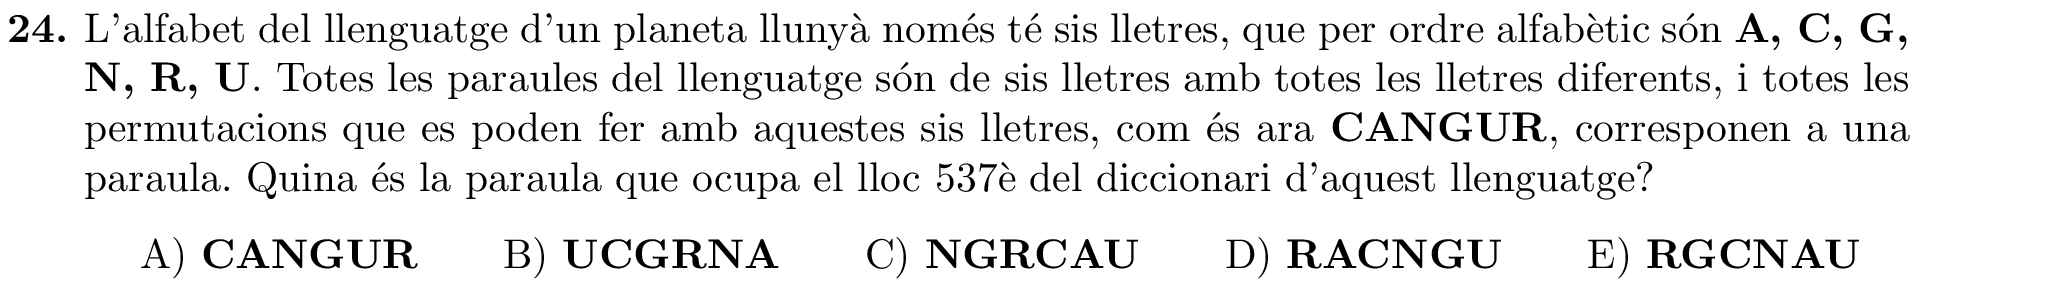 24. L'alfabet del llenguatge d'un planeta llunyà només té sis lletres, que per ordre alfabètic són A, C, G,
N, R, U. Totes les paraules del llenguatge són de sis lletres amb totes les lletres diferents, i totes les
permutacions que es poden fer amb aquestes sis lletres, com és ara CANGUR, corresponen a una
paraula. Quina és la paraula que ocupa el lloc 537è del diccionari d'aquest llenguatge?
A) CANGUR B) UCGRNA C) NGRCAU D) RACNGU E) RGCNAU